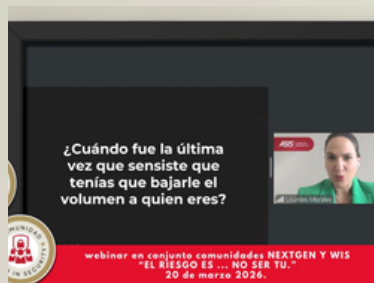 ¿Cuándo fue la última
vez que sensiste que
tenías que bajarle el
volumen a quien eres?
ASIS
Lourdes Morales
webinar en conjunto comunidades NEXTGEN Y WIS
"EL RIESGO ES ... NO SER TU."
20 de marzo 2026.